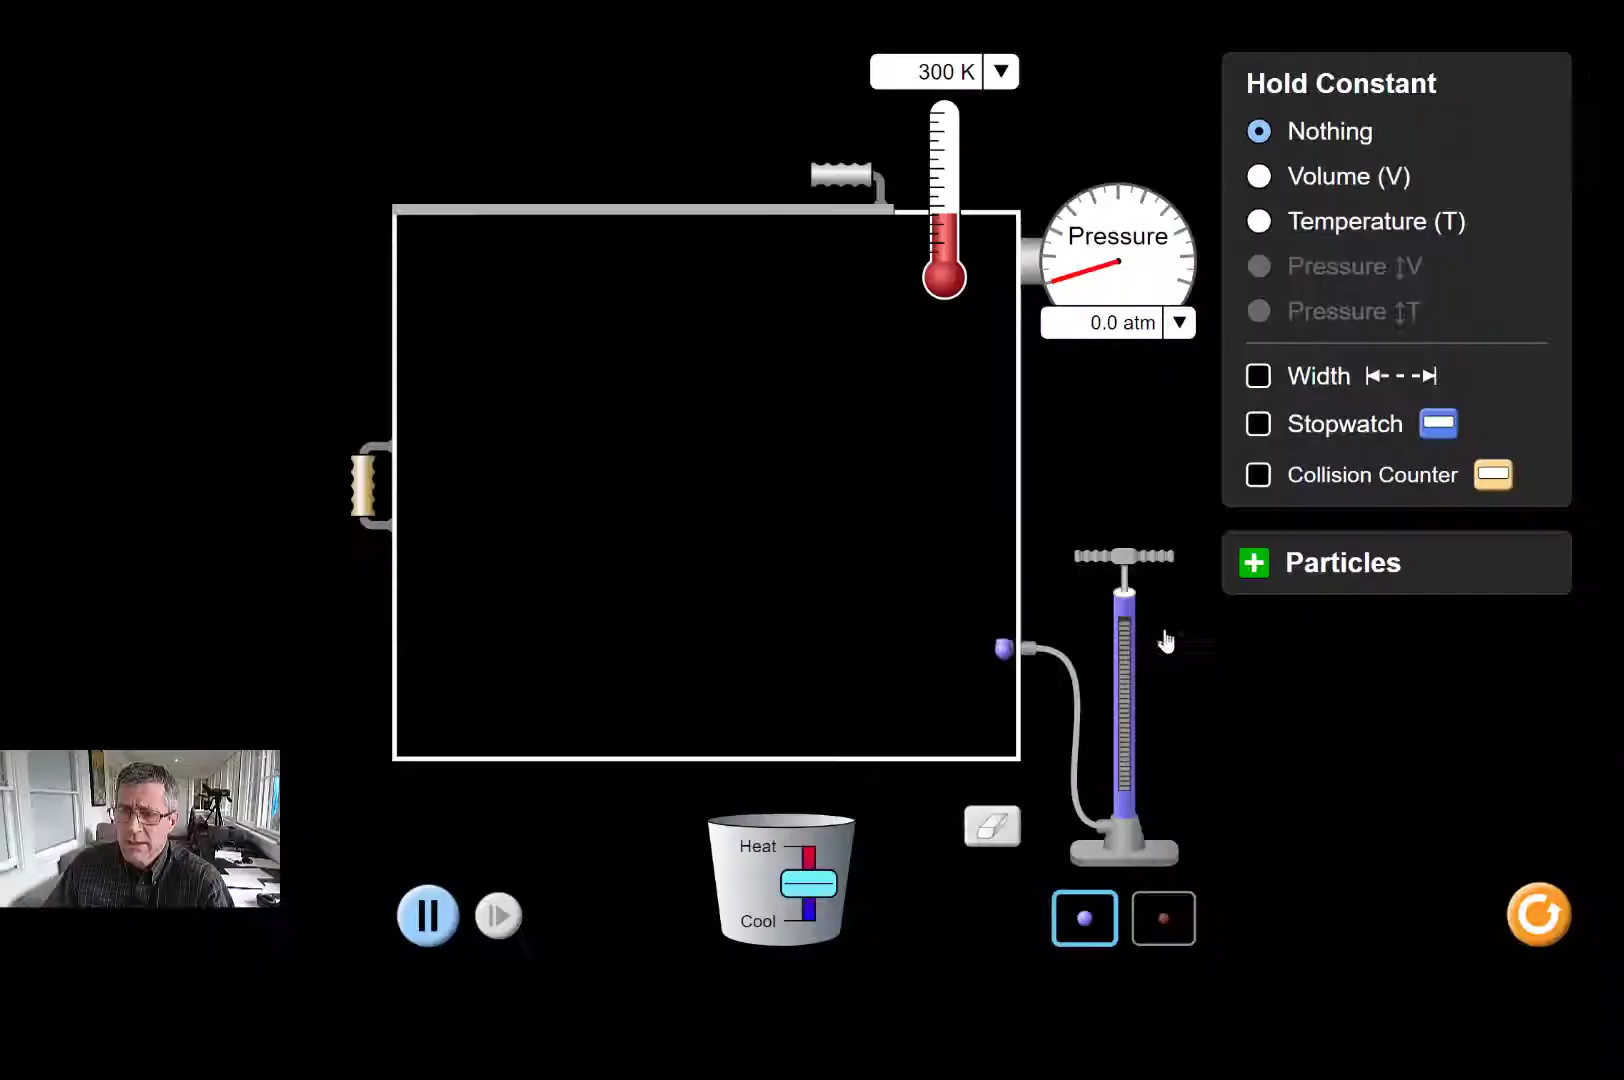 300 K
Pressure
0.0 atm
Hold Constant
Nothing
Volume (V)
Temperature (T)
Pressure ↕V
Pressure ↕T
Width
Stopwatch
Collision Counter
Particles
Heat
Cool